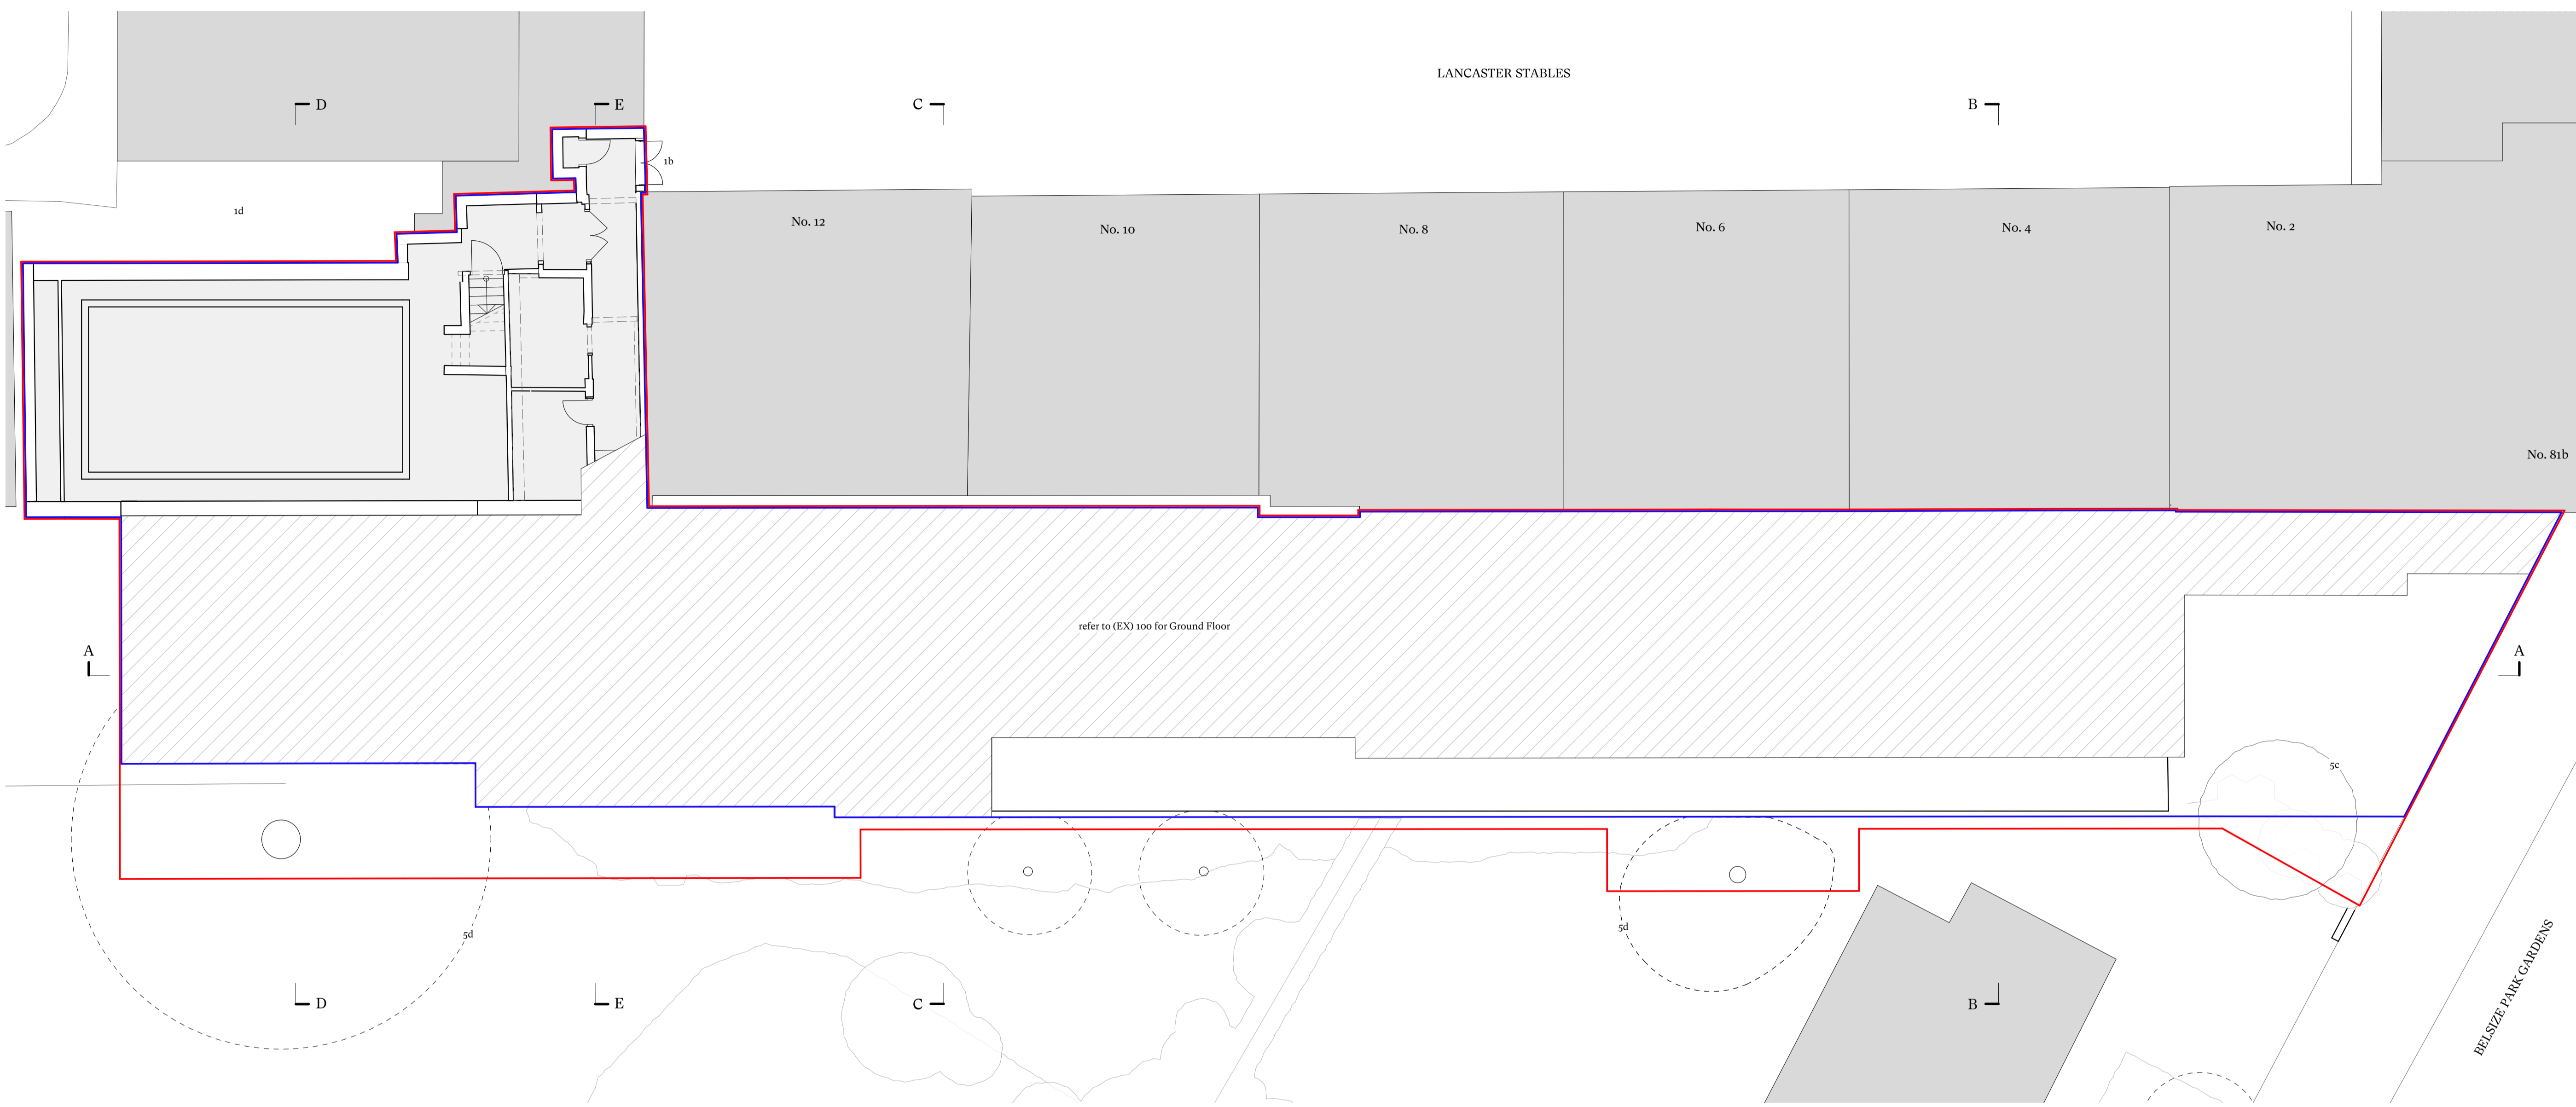 LANCASTER STABLES
D
E
C
B
1b
1d
No. 12
No. 10
No. 8
No. 6
No. 4
No. 2
No. 81b
refer to (EX) 100 for Ground Floor
A
A
5c
5d
5d
D
E
C
B
BELSIZE PARK GARDENS